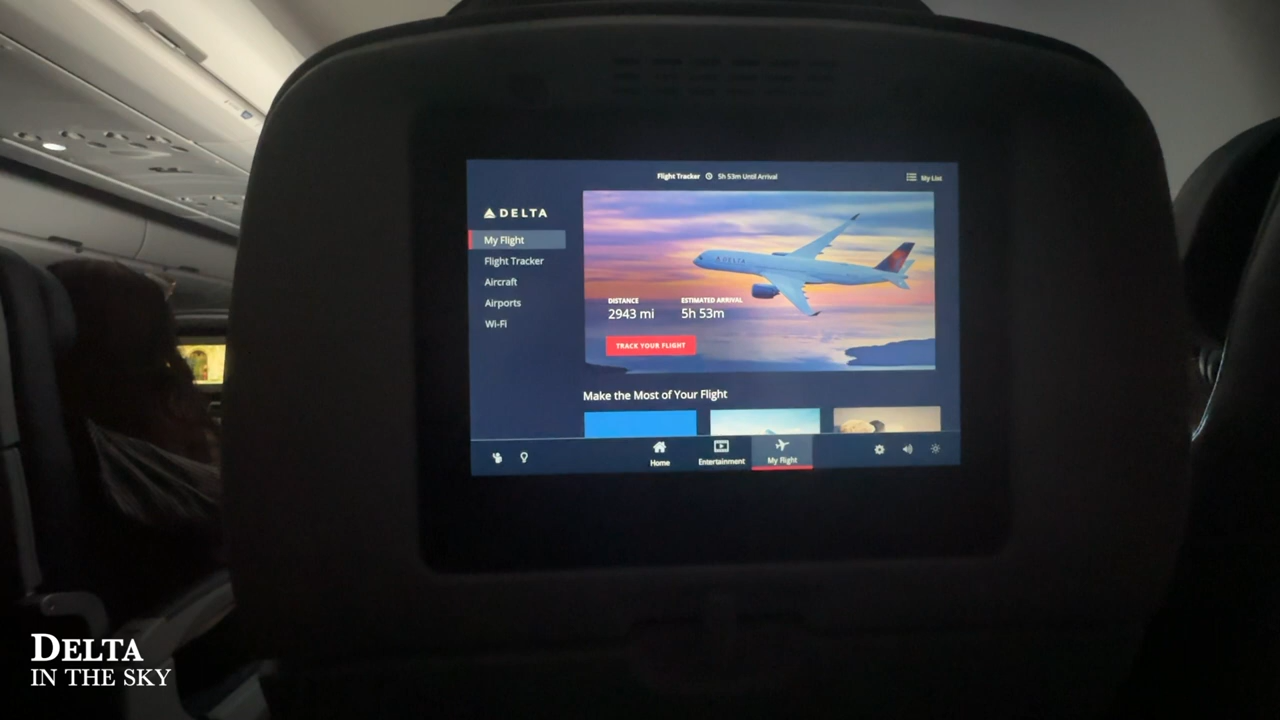 Flight Tracker 5h 53m Until Arrival
My List
DELTA
My Flight
Flight Tracker
Aircraft
Airports
Wi-Fi
DELTA
DISTANCE
2943 mi
ESTIMATED ARRIVAL
5h 53m
TRACK YOUR FLIGHT
Make the Most of Your Flight
Home
Entertainment
My Flight
DELTA
IN THE SKY